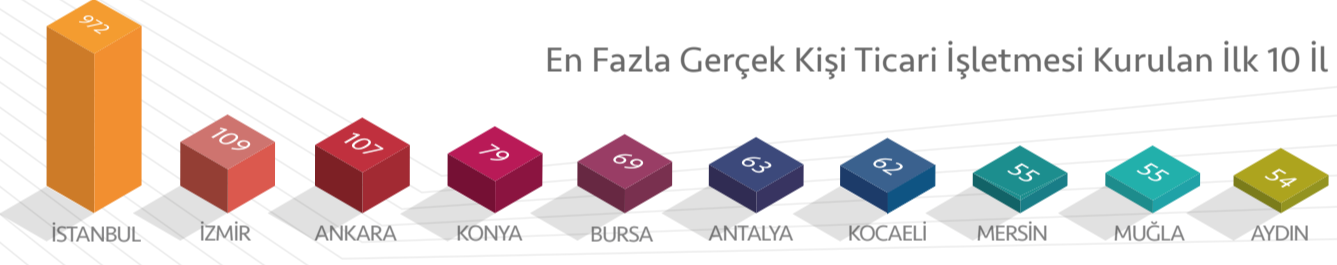 En Fazla Gerçek Kişi Ticari İşletmesi Kurulan İlk 10 İl
972
109
107
79
69
63
62
55
55
54
İSTANBUL
İZMİR
ANKARA
KONYA
BURSA
ANTALYA
KOCAELİ
MERSİN
MUĞLA
AYDIN